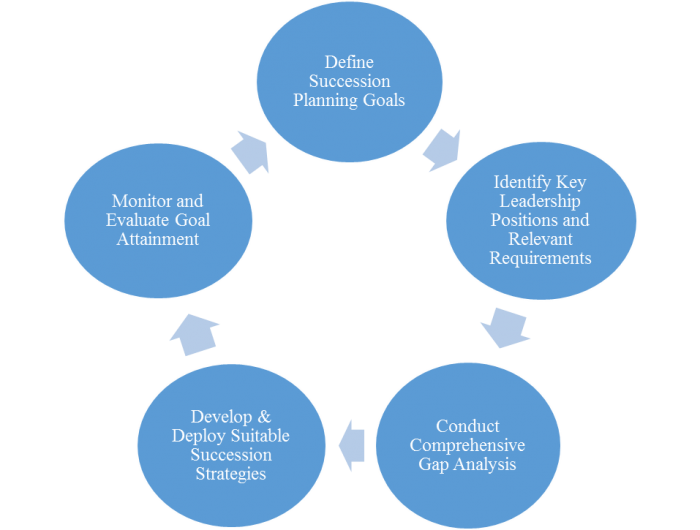 Define
Succession
Planning Goals
Identify Key
Leadership
Positions and
Relevant
Requirements
Conduct
Comprehensive
Gap Analysis
Develop &
Deploy Suitable
Succession
Strategies
Monitor and
Evaluate Goal
Attainment